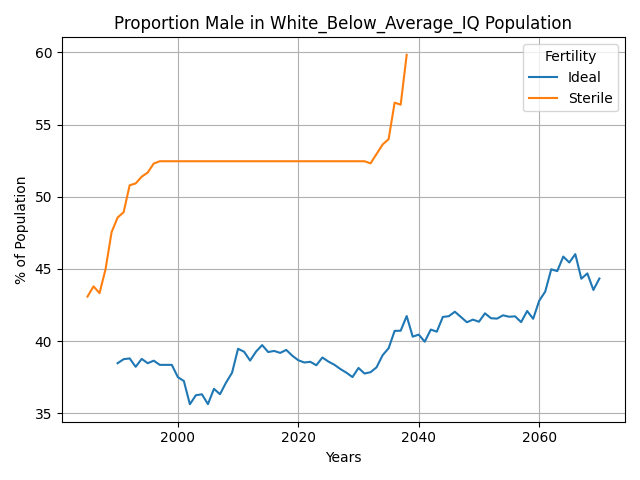 Proportion Male in White_Below_Average_IQ Population
Fertility
Ideal
Sterile
% of Population
60
55
50
45
40
35
2000
2020
2040
2060
Years